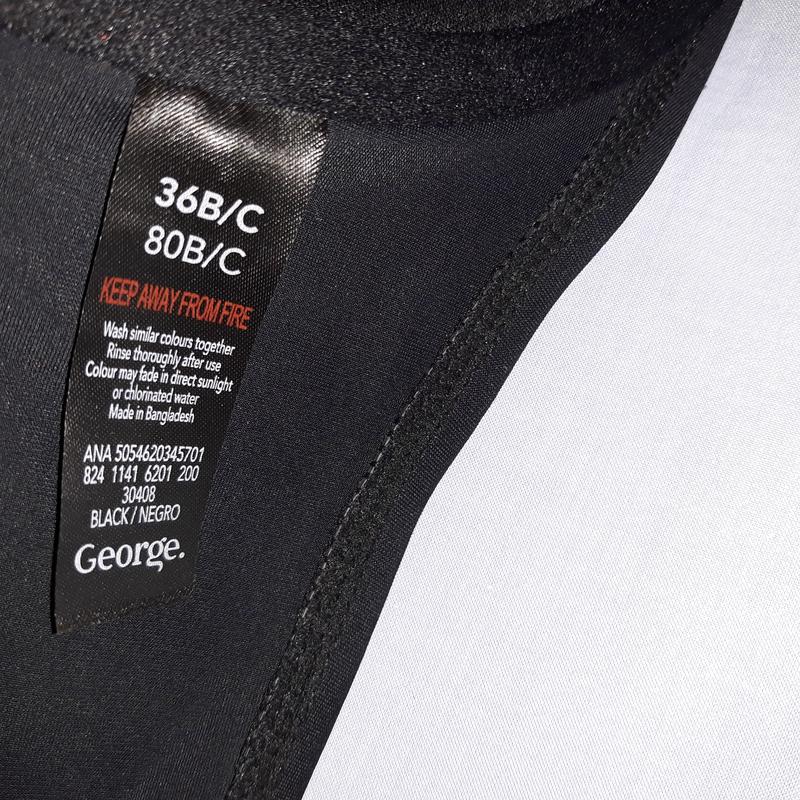 36B/C
80B/C
KEEP AWAY FROM FIRE
Wash similar colours together
Rinse thoroughly after use
Colour may fade in direct sunlight
or chlorinated water
Made in Bangladesh
ANA 5054620345701
824 1141 6201 200
30408
BLACK / NEGRO
George.